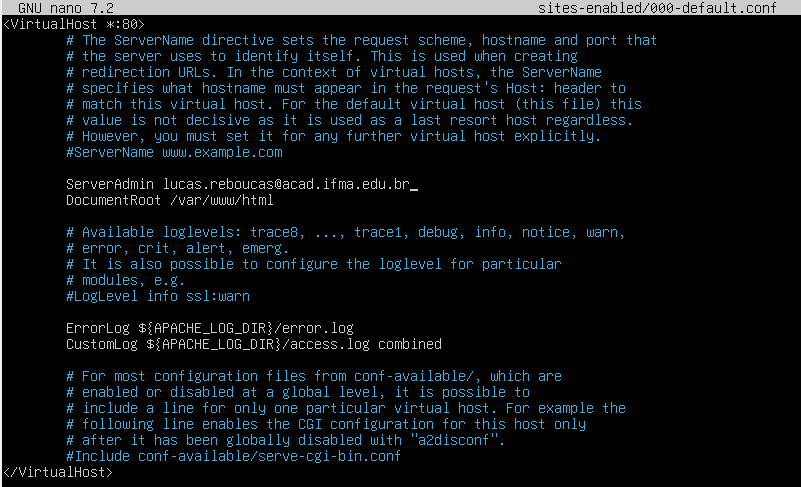 GNU nano 7.2 sites-enabled/000-default.conf
<VirtualHost *:80>
# The ServerName directive sets the request scheme, hostname and port that
# the server uses to identify itself. This is used when creating
# redirection URLs. In the context of virtual hosts, the ServerName
# specifies what hostname must appear in the request's Host: header to
# match this virtual host. For the default virtual host (this file) this
# value is not decisive as it is used as a last resort host regardless.
# However, you must set it for any further virtual host explicitly.
#ServerName www.example.com
ServerAdmin lucas.reboucas@acad.ifma.edu.br_
DocumentRoot /var/www/html
# Available loglevels: trace8, ..., trace1, debug, info, notice, warn,
# error, crit, alert, emerg.
# It is also possible to configure the loglevel for particular
# modules, e.g.
#LogLevel info ssl:warn
ErrorLog ${APACHE_LOG_DIR}/error.log
CustomLog ${APACHE_LOG_DIR}/access.log combined
# For most configuration files from conf-available/, which are
# enabled or disabled at a global level, it is possible to
# include a line for only one particular virtual host. For example the
# following line enables the CGI configuration for this host only
# after it has been globally disabled with "a2disconf".
#Include conf-available/serve-cgi-bin.conf
</VirtualHost>